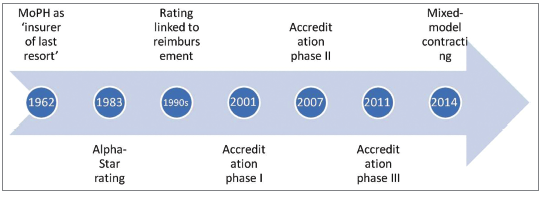 MoPH as
‘insurer
of last
resort’
Rating
linked to
reimburs
ement
Accredit
ation
phase II
Mixed-
model
contracti
ng
1962
1983
1990s
2001
2007
2011
2014
Alpha-
Star
rating
Accredit
ation
phase I
Accredit
ation
phase III